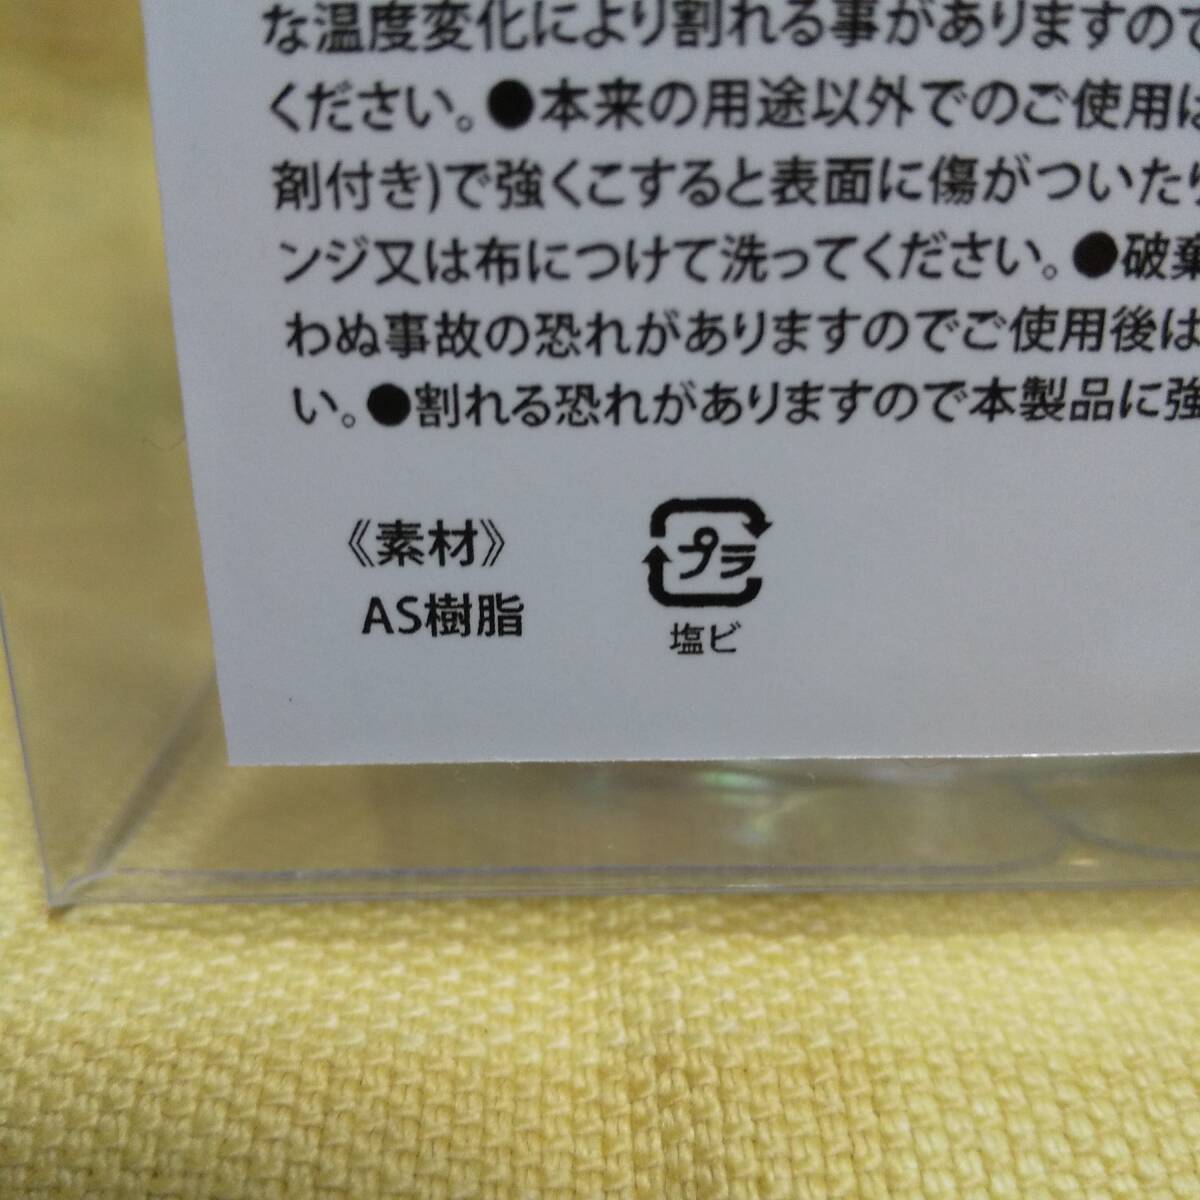 な温度変化により割れる事がありますので
ください。●本来の用途以外でのご使用は
剤付き)で強くこすると表面に傷がついたり
ンジ又は布につけて洗ってください。●破棄
わぬ事故の恐れがありますのでご使用後は
い。●割れる恐れがありますので本製品に強
《素材》
AS樹脂
プラ
塩ビ